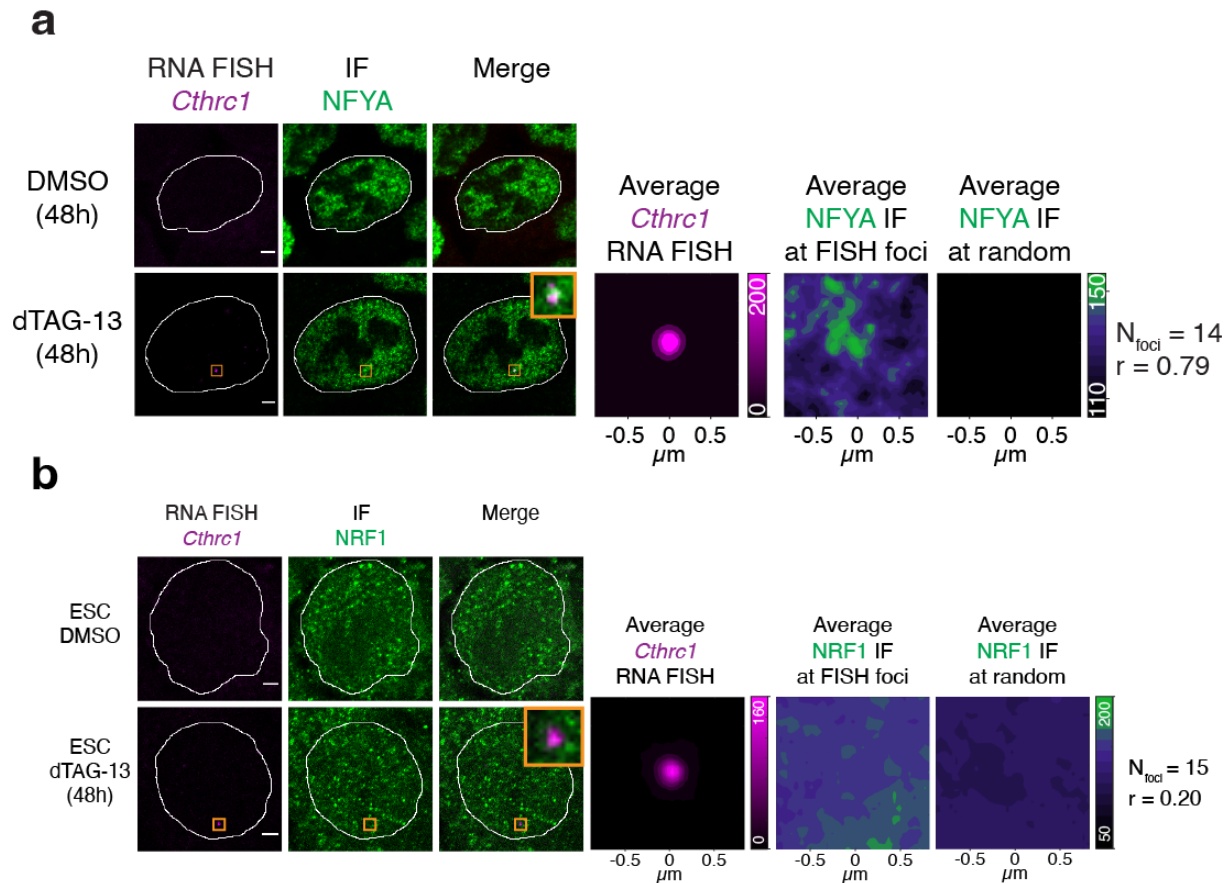 a
RNA FISH
Cthrc1
IF
NFYA
Merge
DMSO
(48h)
dTAG-13
(48h)
Average
Cthrc1
RNA FISH
Average
NFYA IF
at FISH foci
Average
NFYA IF
at random
200
0
150
110
-0.5 0 0.5
µm
-0.5 0 0.5
µm
-0.5 0 0.5
µm
Nfoci = 14
r = 0.79
b
RNA FISH
Cthrc1
IF
NRF1
Merge
ESC
DMSO
ESC
dTAG-13
(48h)
Average
Cthrc1
RNA FISH
Average
NRF1 IF
at FISH foci
Average
NRF1 IF
at random
160
0
200
50
-0.5 0 0.5
µm
-0.5 0 0.5
µm
-0.5 0 0.5
µm
Nfoci = 15
r = 0.20